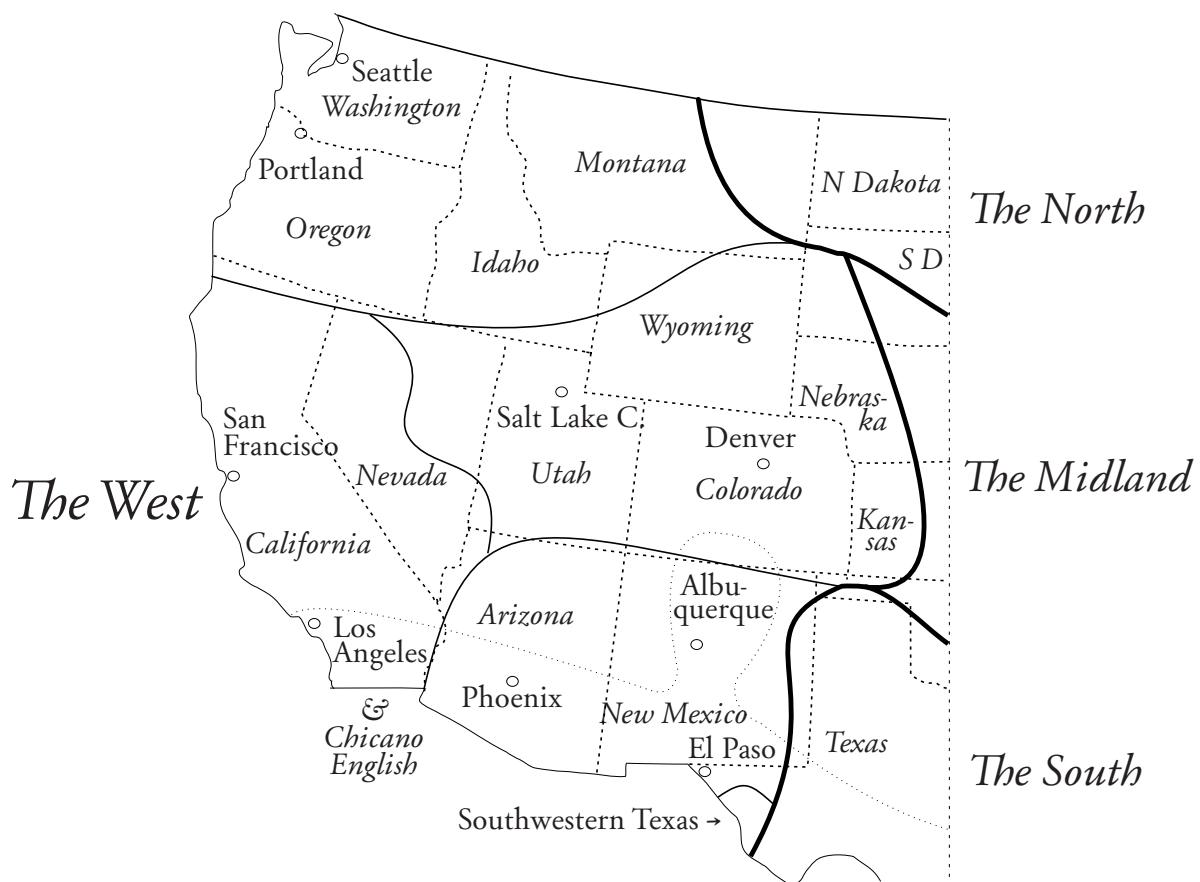 Seattle
Washington
Portland
Oregon
Montana
Idaho
N Dakota
S D
The North
Wyoming
Nebras-
ka
Salt Lake C.
San
Francisco
Denver
Nevada
Utah
Colorado
The West
The Midland
California
Kan-
sas
Albu-
querque
Arizona
Los
Angeles
Phoenix
New Mexico
&
Chicano
English
El Paso
Texas
The South
Southwestern Texas →